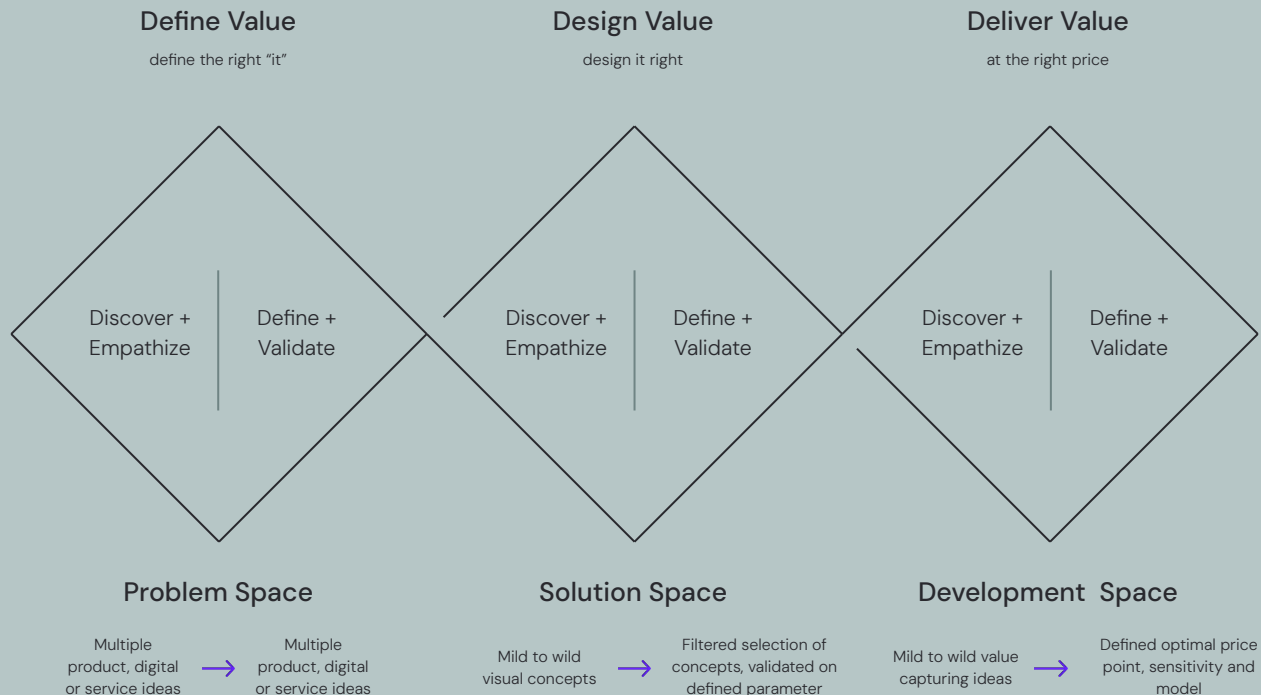 Define Value
define the right “it”
Design Value
design it right
Deliver Value
at the right price
Discover +
Empathize
Define +
Validate
Discover +
Empathize
Define +
Validate
Discover +
Empathize
Define +
Validate
Problem Space
Multiple
product, digital
or service ideas
Multiple
product, digital
or service ideas
Solution Space
Mild to wild
visual concepts
Filtered selection of
concepts, validated on
defined parameter
Development Space
Mild to wild value
capturing ideas
Defined optimal price
point, sensitivity and
model